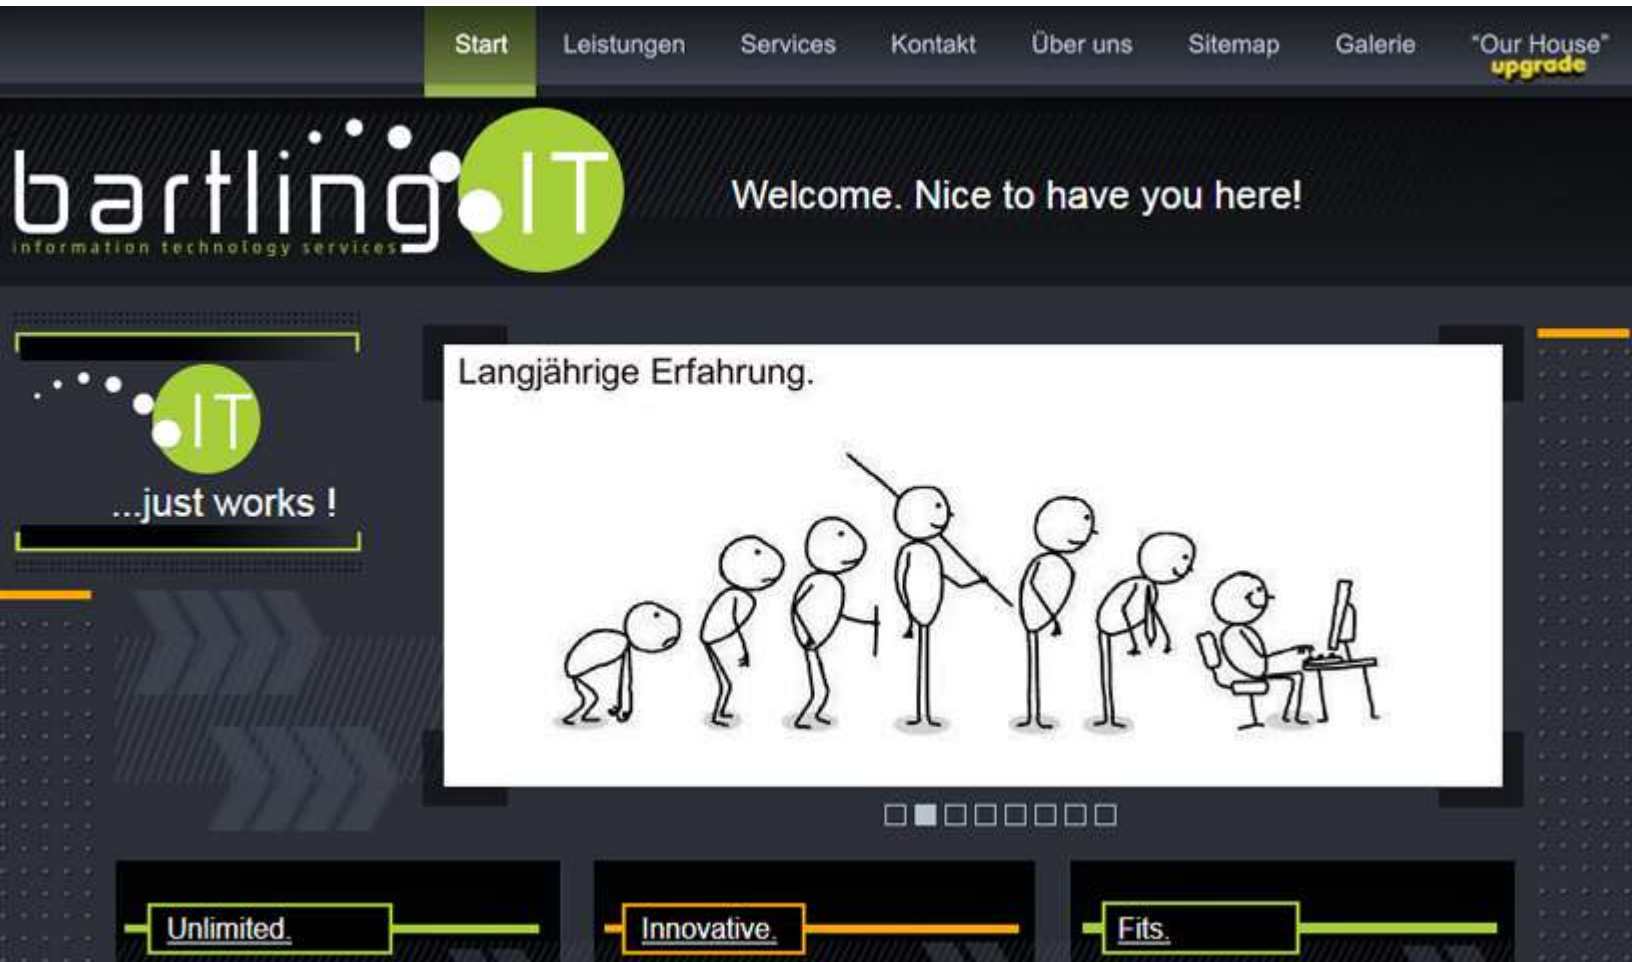 Start Leistungen Services Kontakt Über uns Sitemap Galerie "Our House"
upgrade
bartling.IT
information technology services
Welcome. Nice to have you here!
.IT
...just works !
Langjährige Erfahrung.
Unlimited. Innovative. Fits.